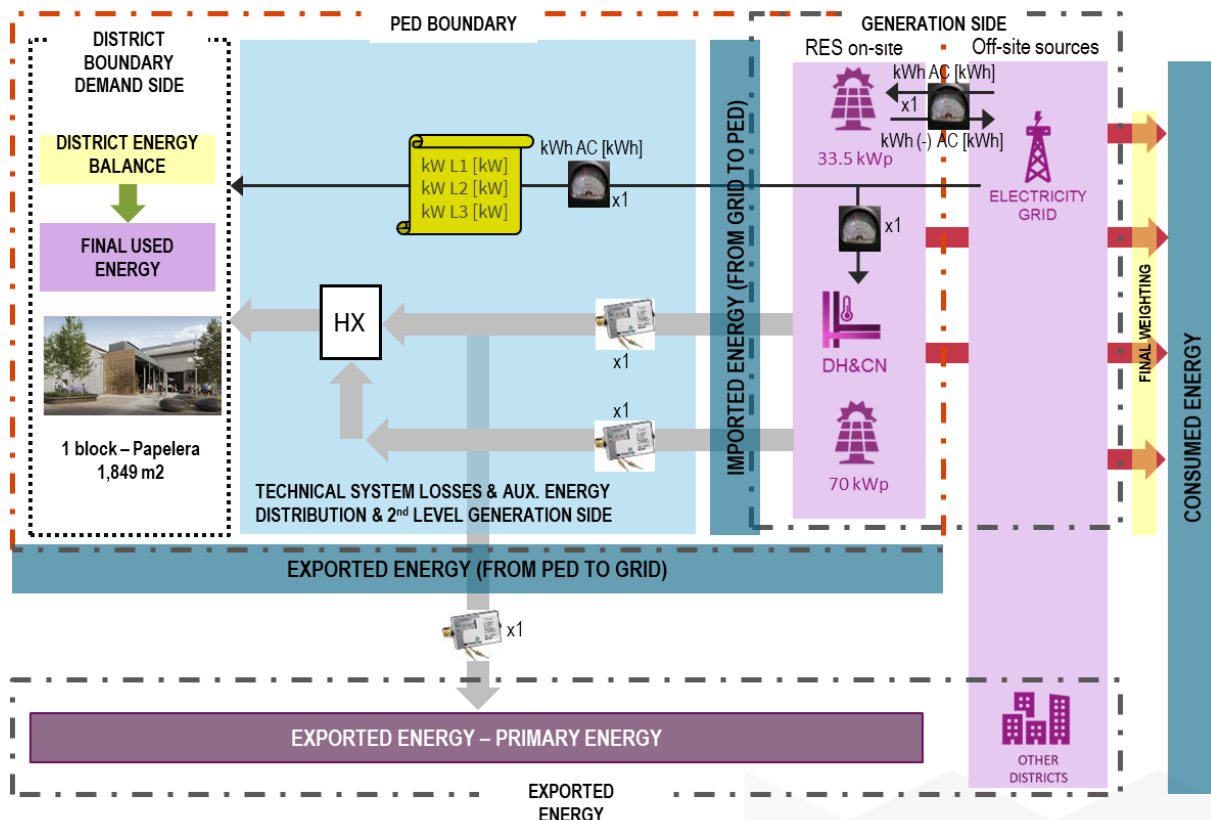 PED BOUNDARY
GENERATION SIDE
DISTRICT
BOUNDARY
DEMAND SIDE
RES on-site
Off-site sources
kWh AC [kWh]
x1
kWh (-) AC [kWh]
33.5 kWp
DISTRICT ENERGY
BALANCE
kW L1 [kW]
kW L2 [kW]
kW L3 [kW]
kWh AC [kWh]
x1
ELECTRICITY
GRID
x1
FINAL USED
ENERGY
HX
x1
DH&CN
x1
70 kWp
1 block – Papelera
1,849 m2
TECHNICAL SYSTEM LOSSES & AUX. ENERGY
DISTRIBUTION & 2nd LEVEL GENERATION SIDE
IMPORTED ENERGY (FROM GRID TO PED)
FINAL WEIGHTING
CONSUMED ENERGY
EXPORTED ENERGY (FROM PED TO GRID)
x1
EXPORTED ENERGY – PRIMARY ENERGY
OTHER
DISTRICTS
EXPORTED
ENERGY